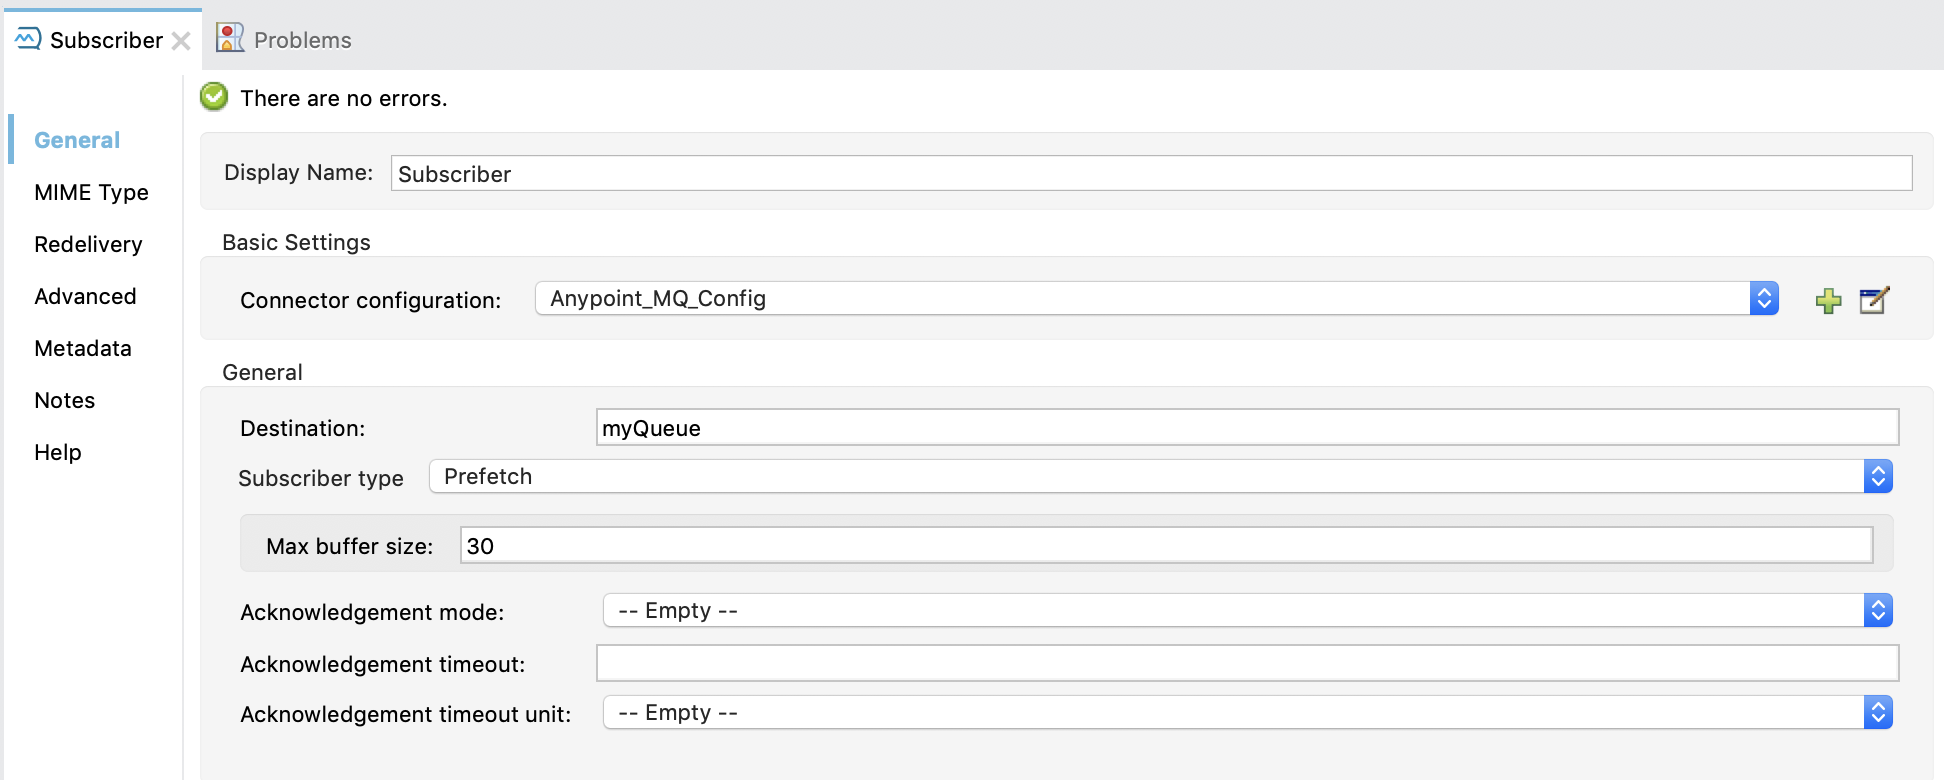 Subscriber
Problems
There are no errors.
General
MIME Type
Redelivery
Advanced
Metadata
Notes
Help
Display Name: Subscriber
Basic Settings
Connector configuration: Anypoint_MQ_Config
General
Destination: myQueue
Subscriber type Prefetch
Max buffer size: 30
Acknowledgement mode: -- Empty --
Acknowledgement timeout:
Acknowledgement timeout unit: -- Empty --